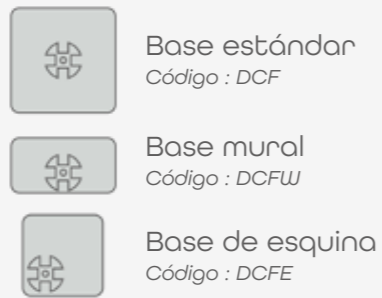 Base estándar
Código : DCF
Base mural
Código : DCFW
Base de esquina
Código : DCFE